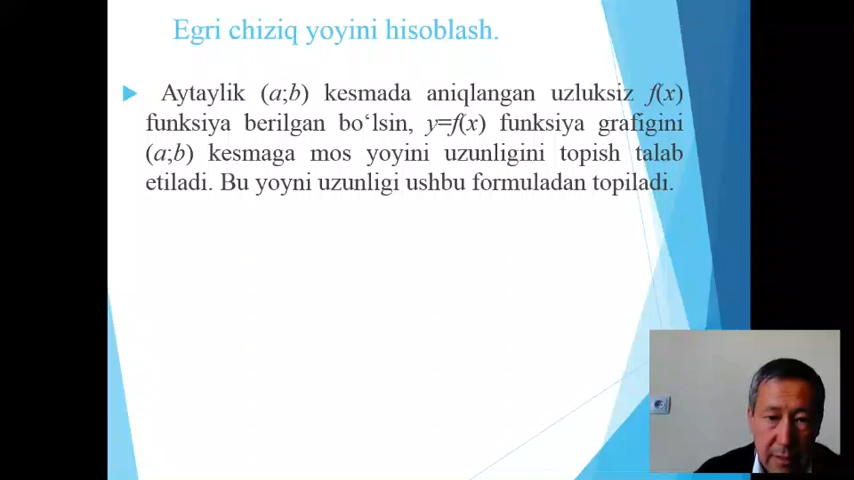 Egri chiziq yoyini hisoblash.
Aytaylik (a;b) kesmada aniqlangan uzluksiz f(x)
funksiya berilgan bo‘lsin, y=f(x) funksiya grafigini
(a;b) kesmaga mos yoyini uzunligini topish talab
etiladi. Bu yoyni uzunligi ushbu formuladan topiladi.